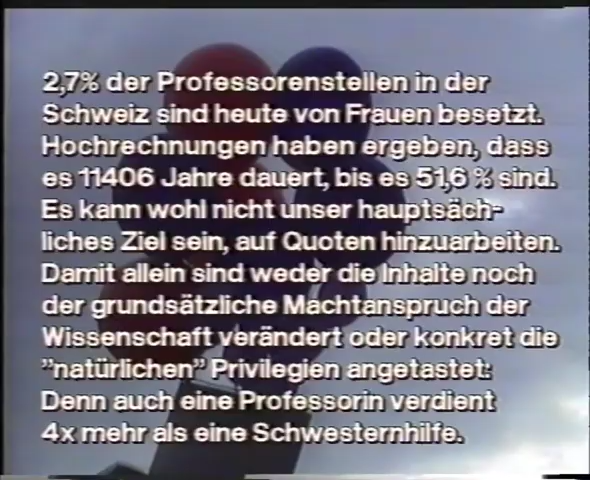 2,7% der Professorenstellen in der
Schweiz sind heute von Frauen besetzt.
Hochrechnungen haben ergeben, dass
es 11406 Jahre dauert, bis es 51,6 % sind.
Es kann wohl nicht unser hauptsäch-
liches Ziel sein, auf Quoten hinzuarbeiten.
Damit allein sind weder die Inhalte noch
der grundsätzliche Machtanspruch der
Wissenschaft verändert oder konkret die
"natürlichen" Privilegien angetastet:
Denn auch eine Professorin verdient
4x mehr als eine Schwesternhilfe.